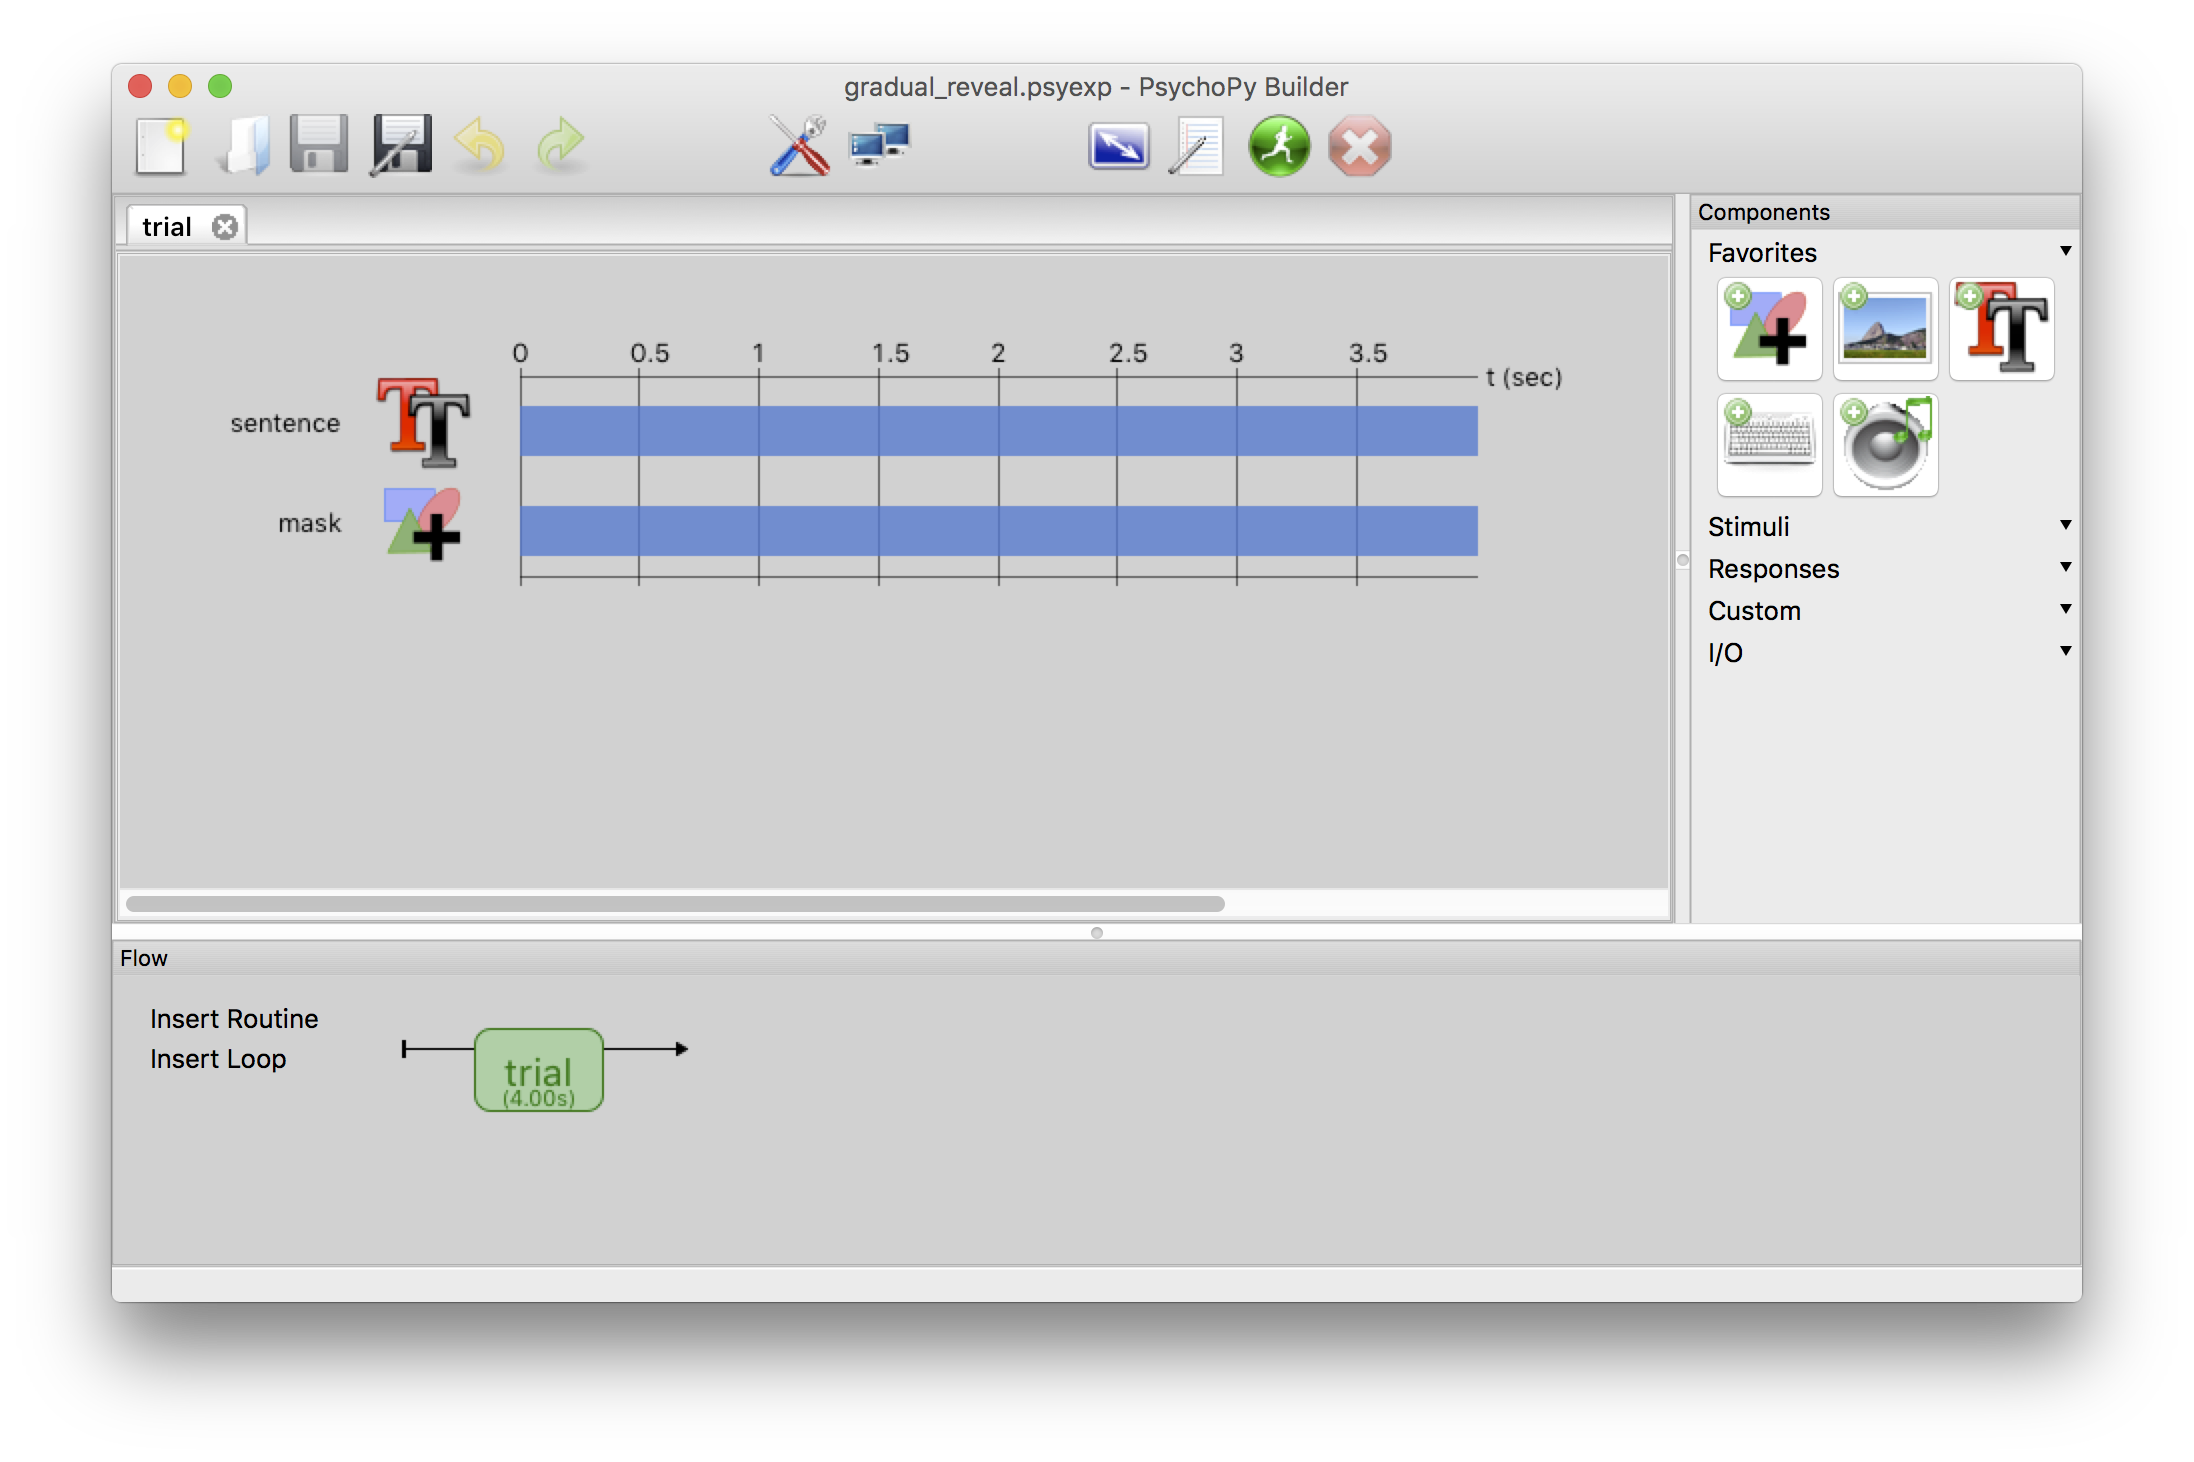 gradual_reveal.psyexp - PsychoPy Builder
trial
0 0.5 1 1.5 2 2.5 3 3.5
t (sec)
sentence
mask
Components
Favorites
Stimuli
Responses
Custom
I/O
Flow
Insert Routine
Insert Loop
trial
(4.00s)